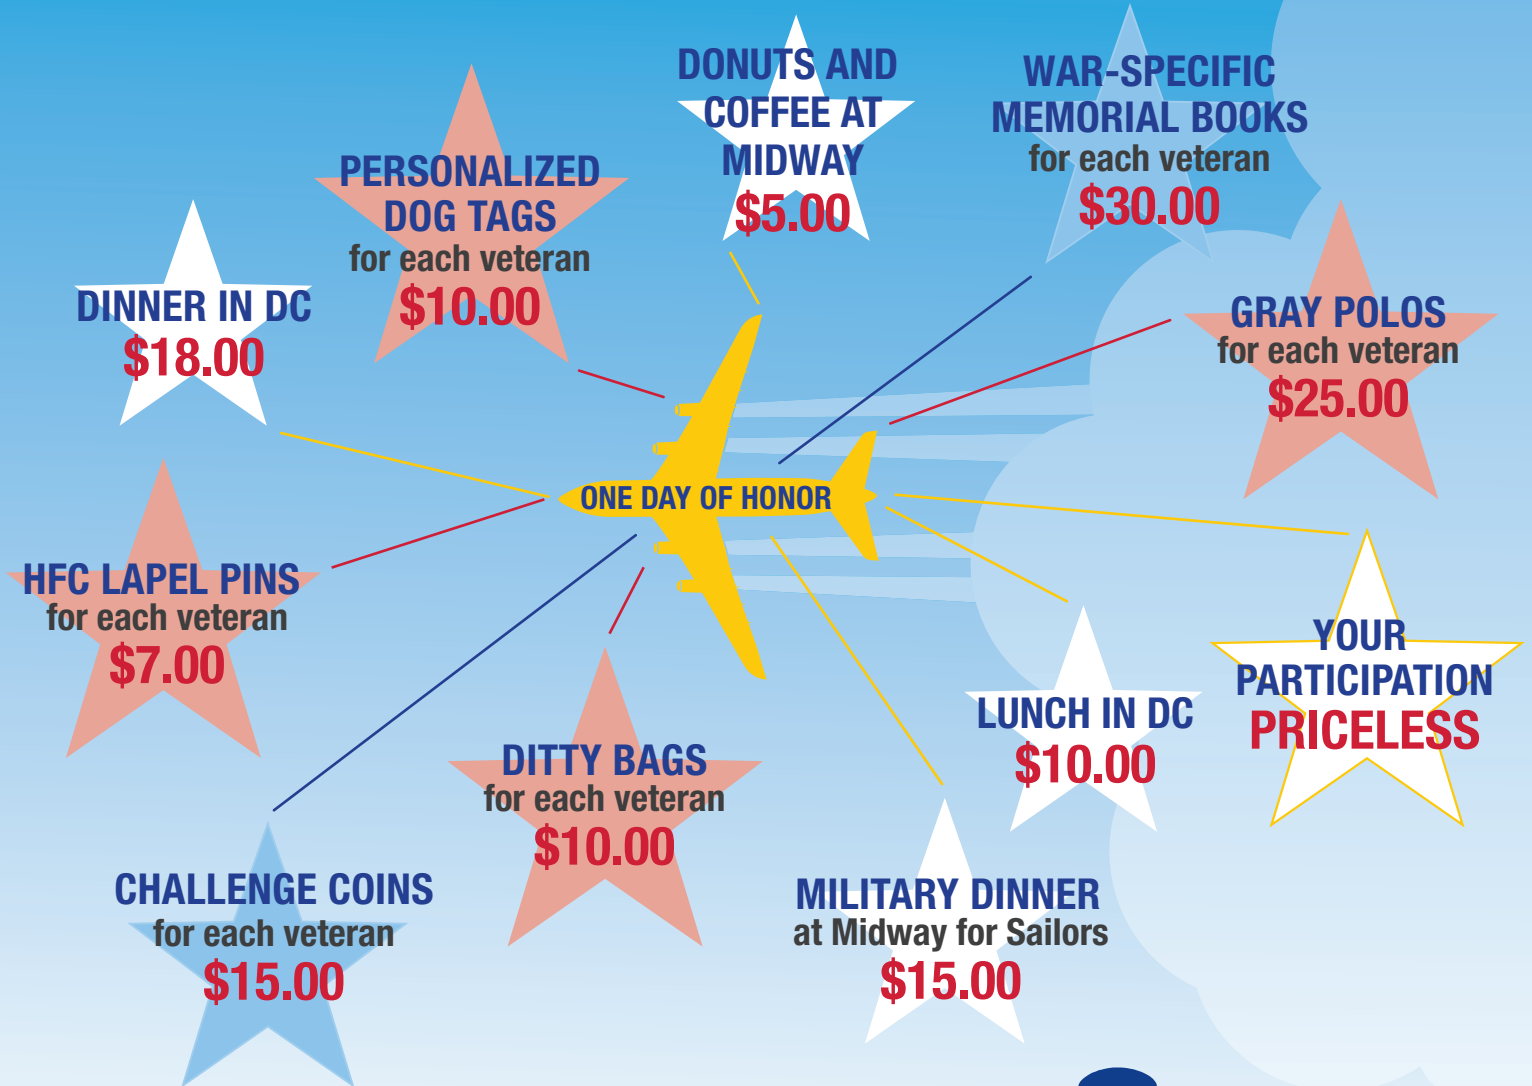 DONUTS AND
COFFEE AT
MIDWAY
$5.00
WAR-SPECIFIC
MEMORIAL BOOKS
for each veteran
$30.00
PERSONALIZED
DOG TAGS
for each veteran
$10.00
DINNER IN DC
$18.00
GRAY POLOS
for each veteran
$25.00
ONE DAY OF HONOR
HFC LAPEL PINS
for each veteran
$7.00
YOUR
PARTICIPATION
PRICELESS
LUNCH IN DC
$10.00
DITTY BAGS
for each veteran
$10.00
CHALLENGE COINS
for each veteran
$15.00
MILITARY DINNER
at Midway for Sailors
$15.00